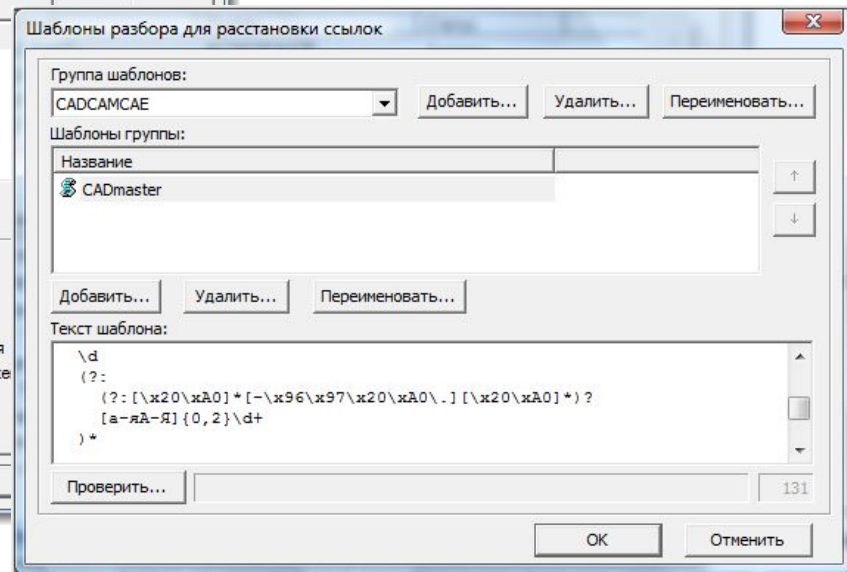 Шаблоны разбора для расстановки ссылок
Группа шаблонов:
CADCAMCAE
Добавить...
Удалить...
Переименовать...
Шаблоны группы:
Название
CADmaster
↑
↓
Добавить...
Удалить...
Переименовать...
Текст шаблона:
\d
(?:
(?:[\x20\xA0]*[-\x96\x97\x20\xA0\.][\x20\xA0]*)?
[а-яА-Я]{0,2}\d+
)*
Проверить...
131
OK
Отменить